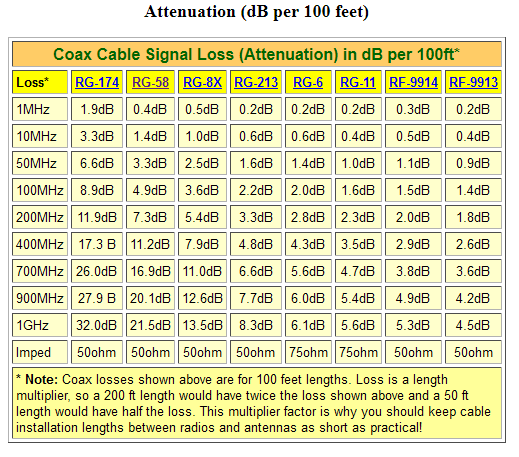 Attenuation (dB per 100 feet)
Coax Cable Signal Loss (Attenuation) in dB per 100ft*
Loss* RG-174 RG-58 RG-8X RG-213 RG-6 RG-11 RF-9914 RF-9913
1MHz 1.9dB 0.4dB 0.5dB 0.2dB 0.2dB 0.2dB 0.3dB 0.2dB
10MHz 3.3dB 1.4dB 1.0dB 0.6dB 0.6dB 0.4dB 0.5dB 0.4dB
50MHz 6.6dB 3.3dB 2.5dB 1.6dB 1.4dB 1.0dB 1.1dB 0.9dB
100MHz 8.9dB 4.9dB 3.6dB 2.2dB 2.0dB 1.6dB 1.5dB 1.4dB
200MHz 11.9dB 7.3dB 5.4dB 3.3dB 2.8dB 2.3dB 2.0dB 1.8dB
400MHz 17.3 B 11.2dB 7.9dB 4.8dB 4.3dB 3.5dB 2.9dB 2.6dB
700MHz 26.0dB 16.9dB 11.0dB 6.6dB 5.6dB 4.7dB 3.8dB 3.6dB
900MHz 27.9 B 20.1dB 12.6dB 7.7dB 6.0dB 5.4dB 4.9dB 4.2dB
1GHz 32.0dB 21.5dB 13.5dB 8.3dB 6.1dB 5.6dB 5.3dB 4.5dB
Imped 50ohm 50ohm 50ohm 50ohm 75ohm 75ohm 50ohm 50ohm
* Note: Coax losses shown above are for 100 feet lengths. Loss is a length
multiplier, so a 200 ft length would have twice the loss shown above and a 50 ft
length would have half the loss. This multiplier factor is why you should keep cable
installation lengths between radios and antennas as short as practical!